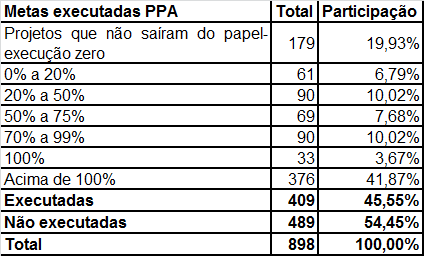 Metas executadas PPA Total Participação
Projetos que não saíram do papel-
execução zero 179 19,93%
0% a 20% 61 6,79%
20% a 50% 90 10,02%
50% a 75% 69 7,68%
70% a 99% 90 10,02%
100% 33 3,67%
Acima de 100% 376 41,87%
Executadas 409 45,55%
Não executadas 489 54,45%
Total 898 100,00%